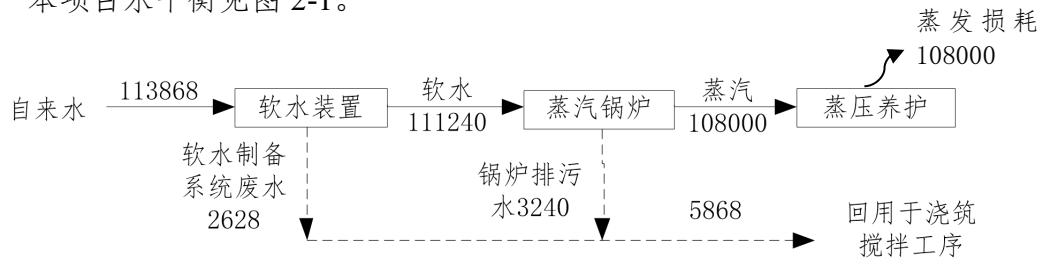 本项目水平衡见图 2-1。
蒸发损耗
108000
自来水
113868
软水装置
软水
111240
蒸汽锅炉
蒸汽
108000
蒸压养护
软水制备
系统废水
2628
锅炉排污
水3240
5868
回用于浇筑
搅拌工序